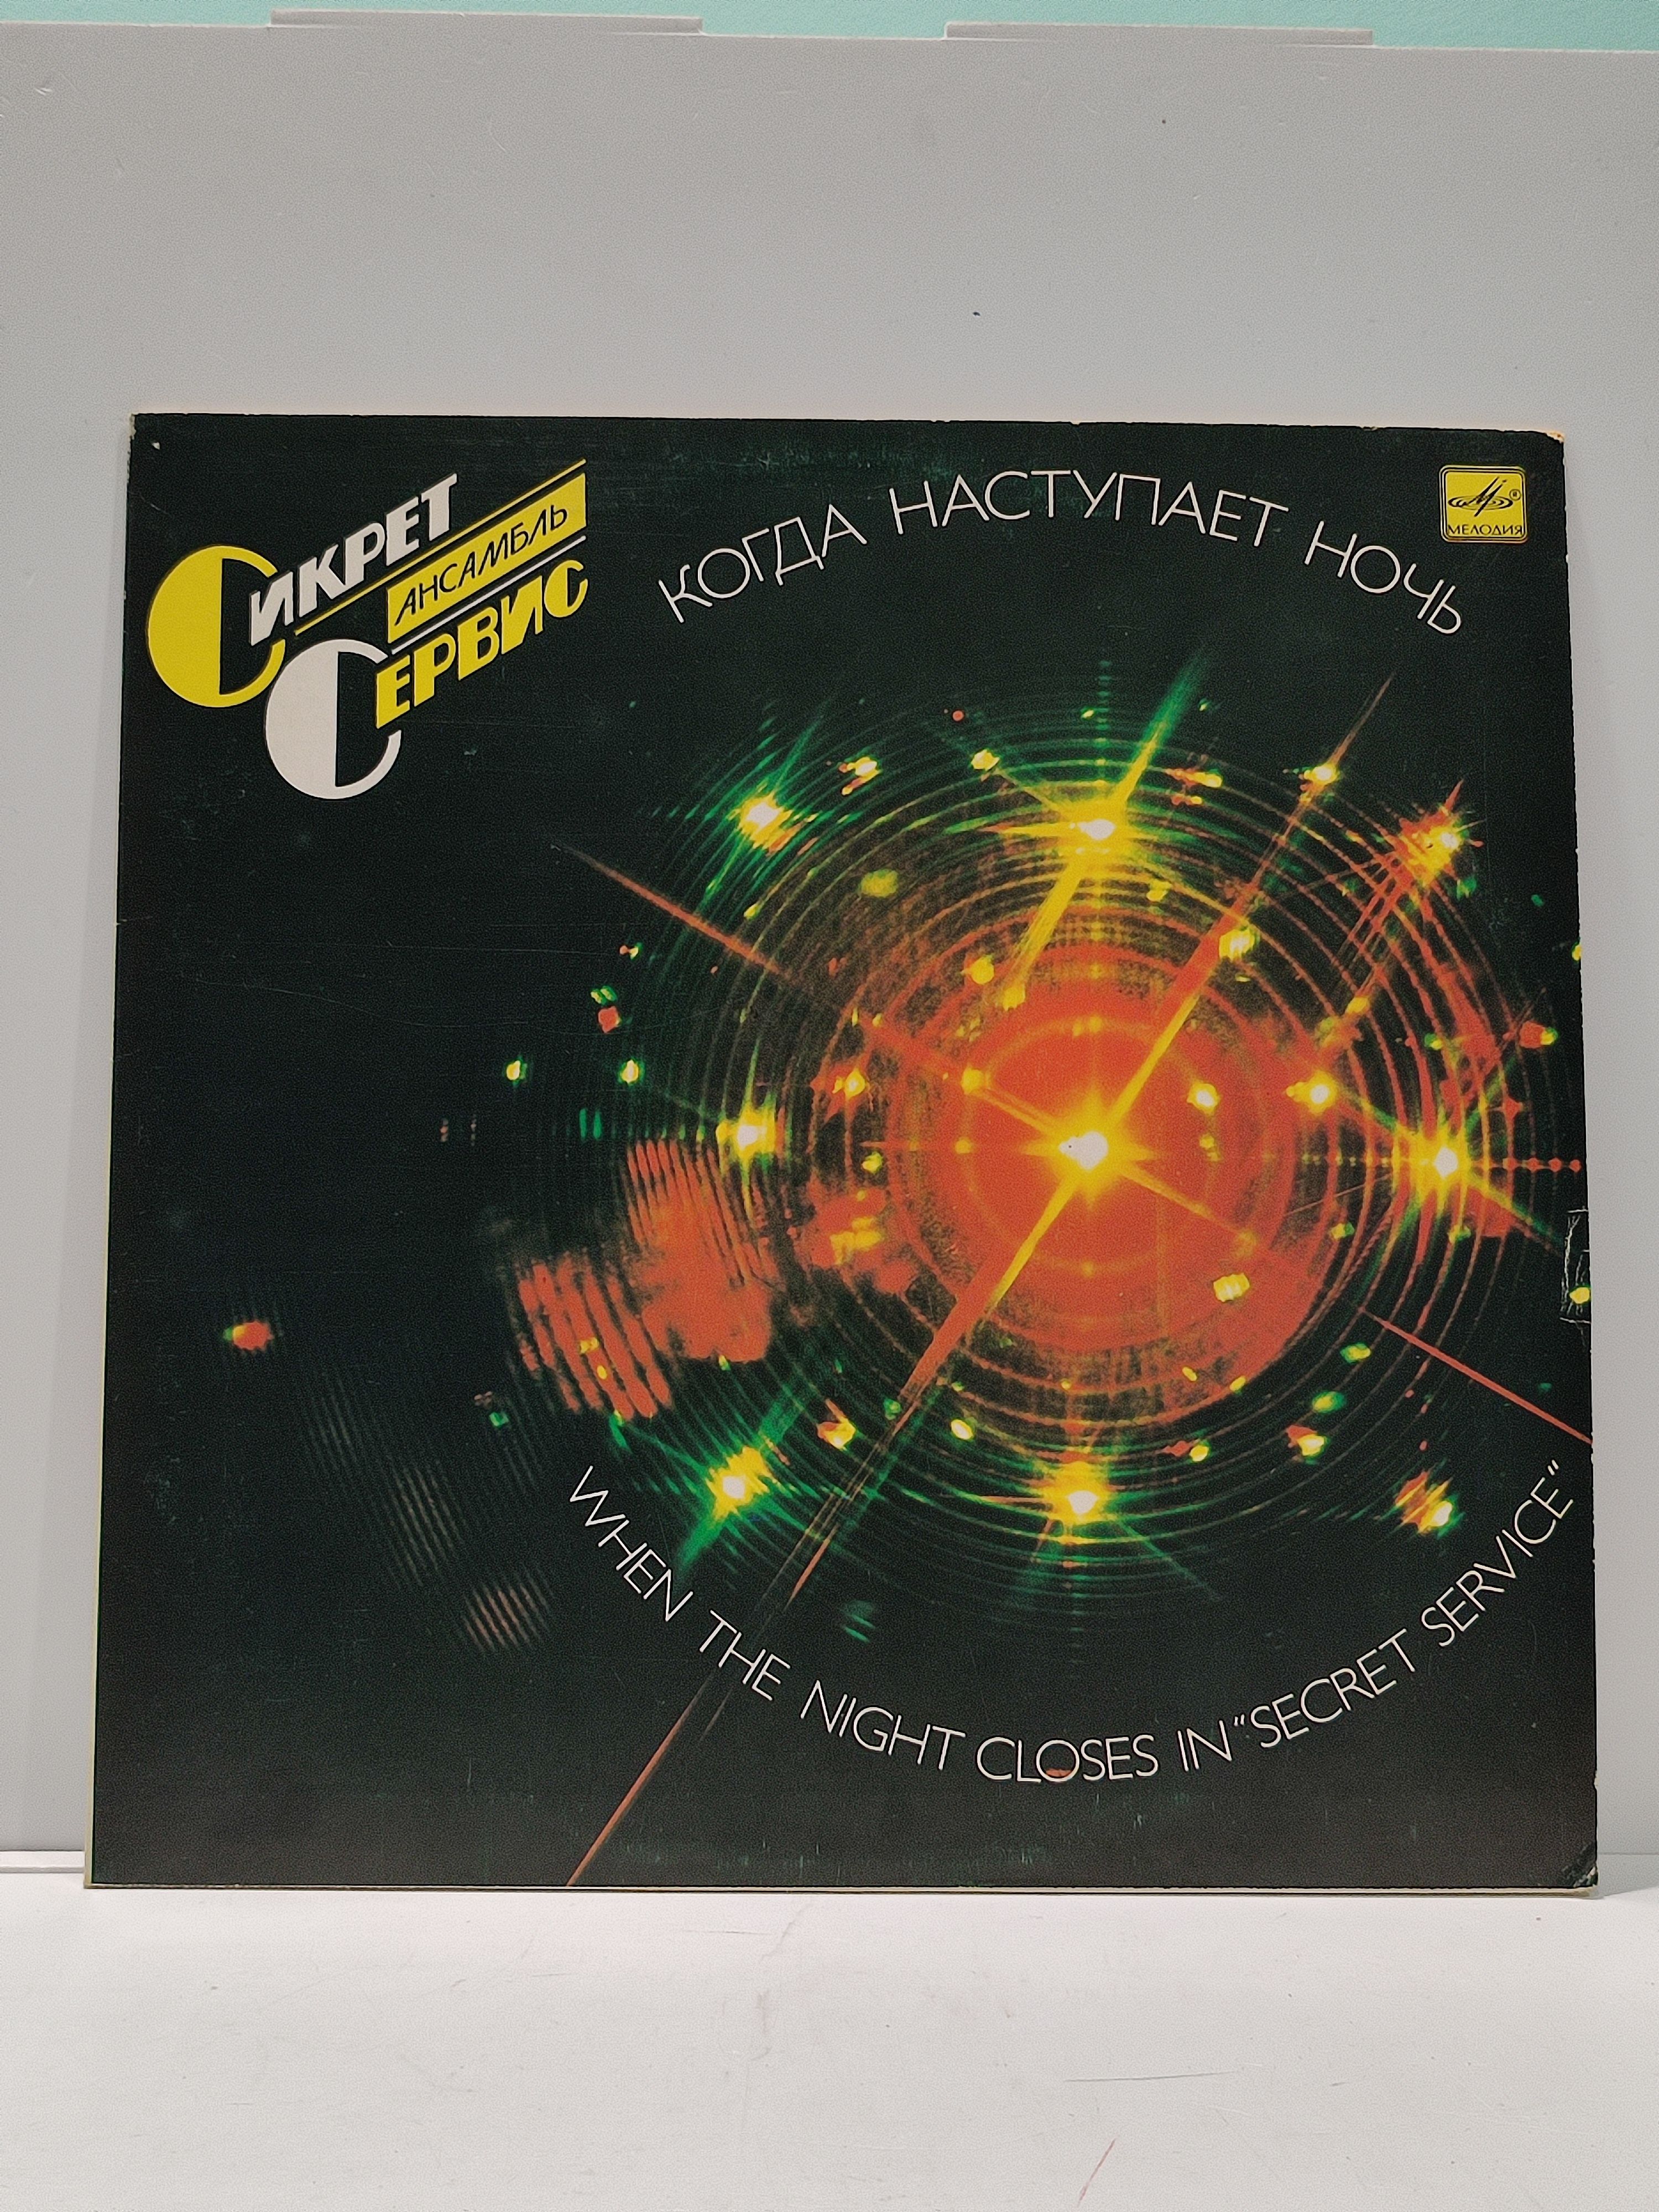 СИКРЕТ
АНСАМБЛЬ
СЕРВИС
КОГДА НАСТУПАЕТ НОЧЬ
® МЕЛОДИЯ
WHEN THE NIGHT CLOSES IN "SECRET SERVICE"